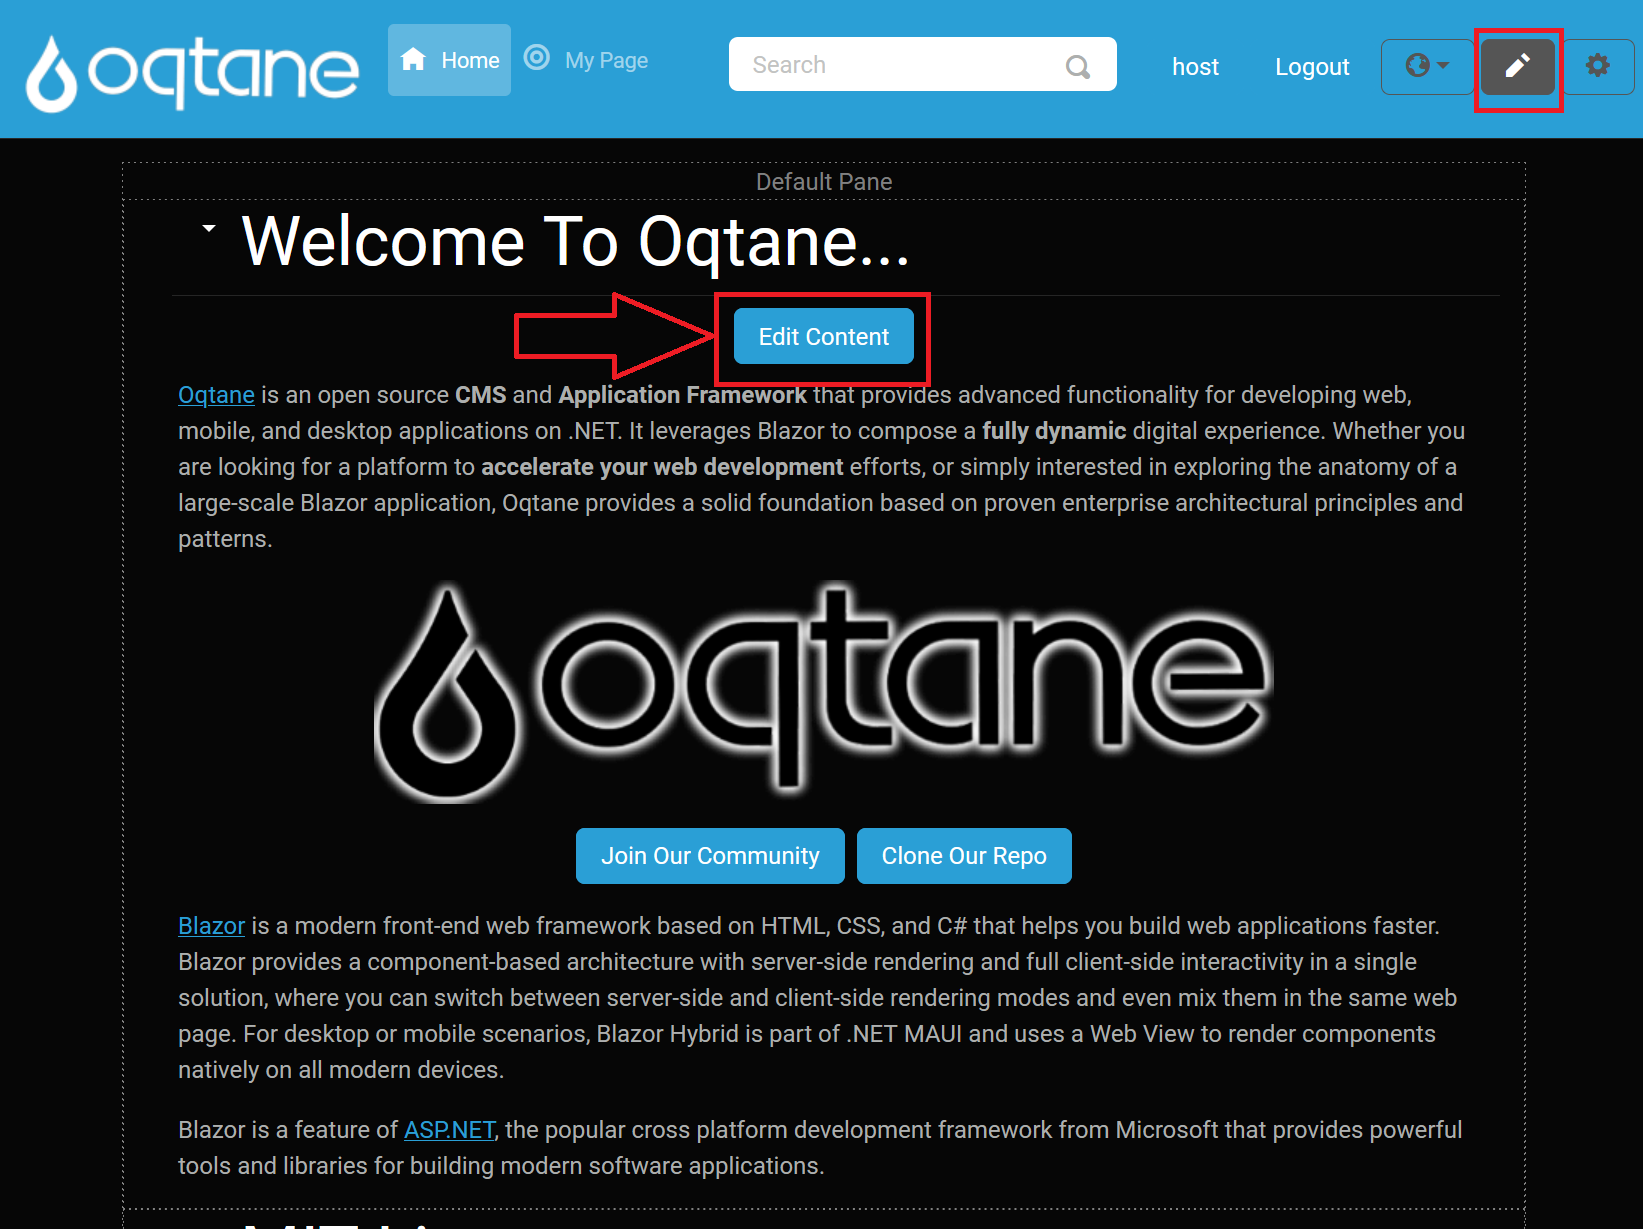 oqtane
Home
My Page
Search
host
Logout
Default Pane
Welcome To Oqtane...
Edit Content
Oqtane is an open source CMS and Application Framework that provides advanced functionality for developing web,
mobile, and desktop applications on .NET. It leverages Blazor to compose a fully dynamic digital experience. Whether you
are looking for a platform to accelerate your web development efforts, or simply interested in exploring the anatomy of a
large-scale Blazor application, Oqtane provides a solid foundation based on proven enterprise architectural principles and
patterns.
oqtane
Join Our Community
Clone Our Repo
Blazor is a modern front-end web framework based on HTML, CSS, and C# that helps you build web applications faster.
Blazor provides a component-based architecture with server-side rendering and full client-side interactivity in a single
solution, where you can switch between server-side and client-side rendering modes and even mix them in the same web
page. For desktop or mobile scenarios, Blazor Hybrid is part of .NET MAUI and uses a Web View to render components
natively on all modern devices.
Blazor is a feature of ASP.NET, the popular cross platform development framework from Microsoft that provides powerful
tools and libraries for building modern software applications.